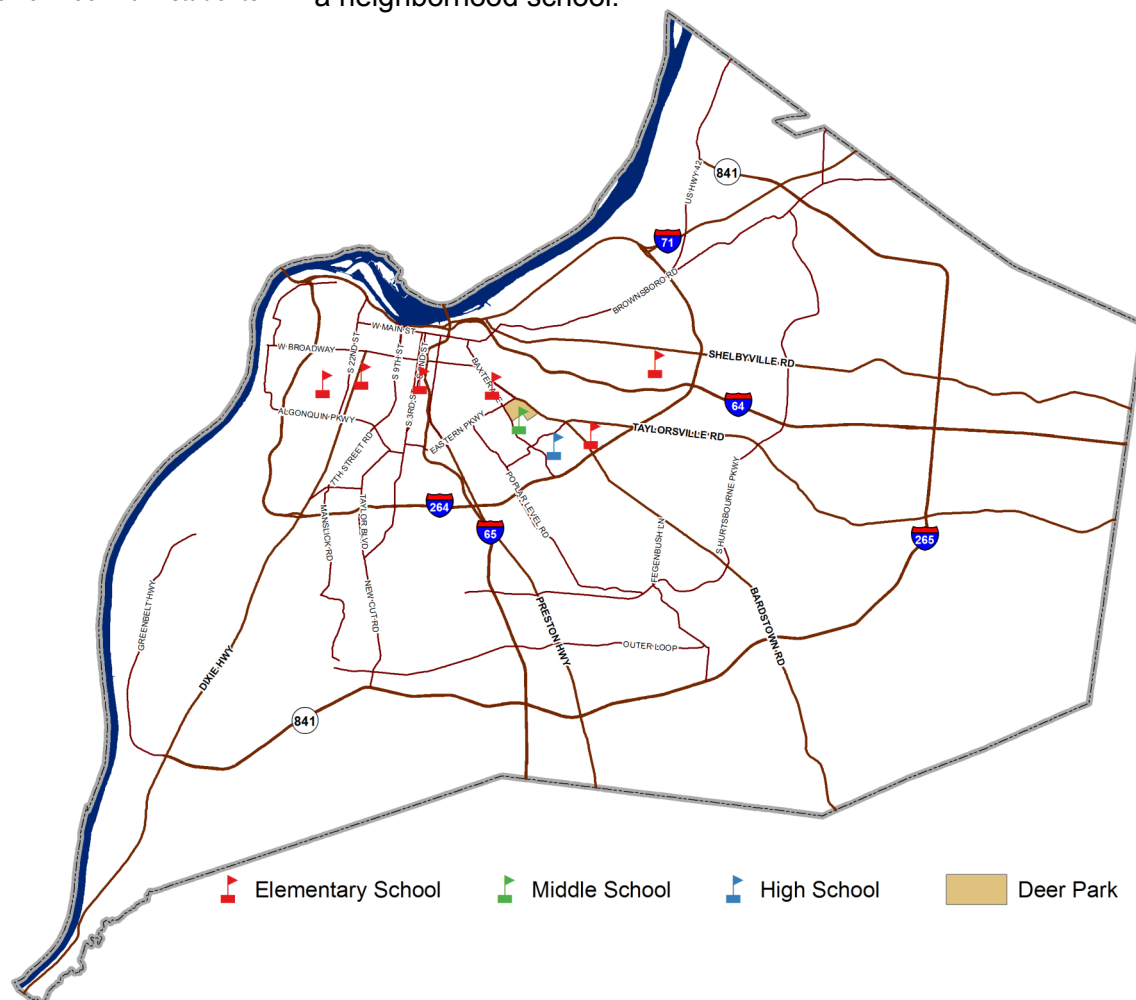 a neighborhood school.
US HWY 42
841
71
BROWNSBORO RD
W MAIN ST
W BROADWAY
S 22ND ST
S 9TH ST
S 3RD ST
BAXTER AVE
SHELBYVILLE RD
64
ALGONQUIN PKWY
EASTERN PKWY
TAYLORSVILLE RD
7TH STREET RD
POPLAR LEVEL RD
S HURTSBOURNE PKWY
264
65
265
MANSLICK RD
TAYLOR BLVD
FEGENBUSH LN
GREENBELT HWY
NEW CUT RD
PRESTON HWY
BARDSTOWN RD
OUTER LOOP
DIXIE HWY
841
Elementary School
Middle School
High School
Deer Park